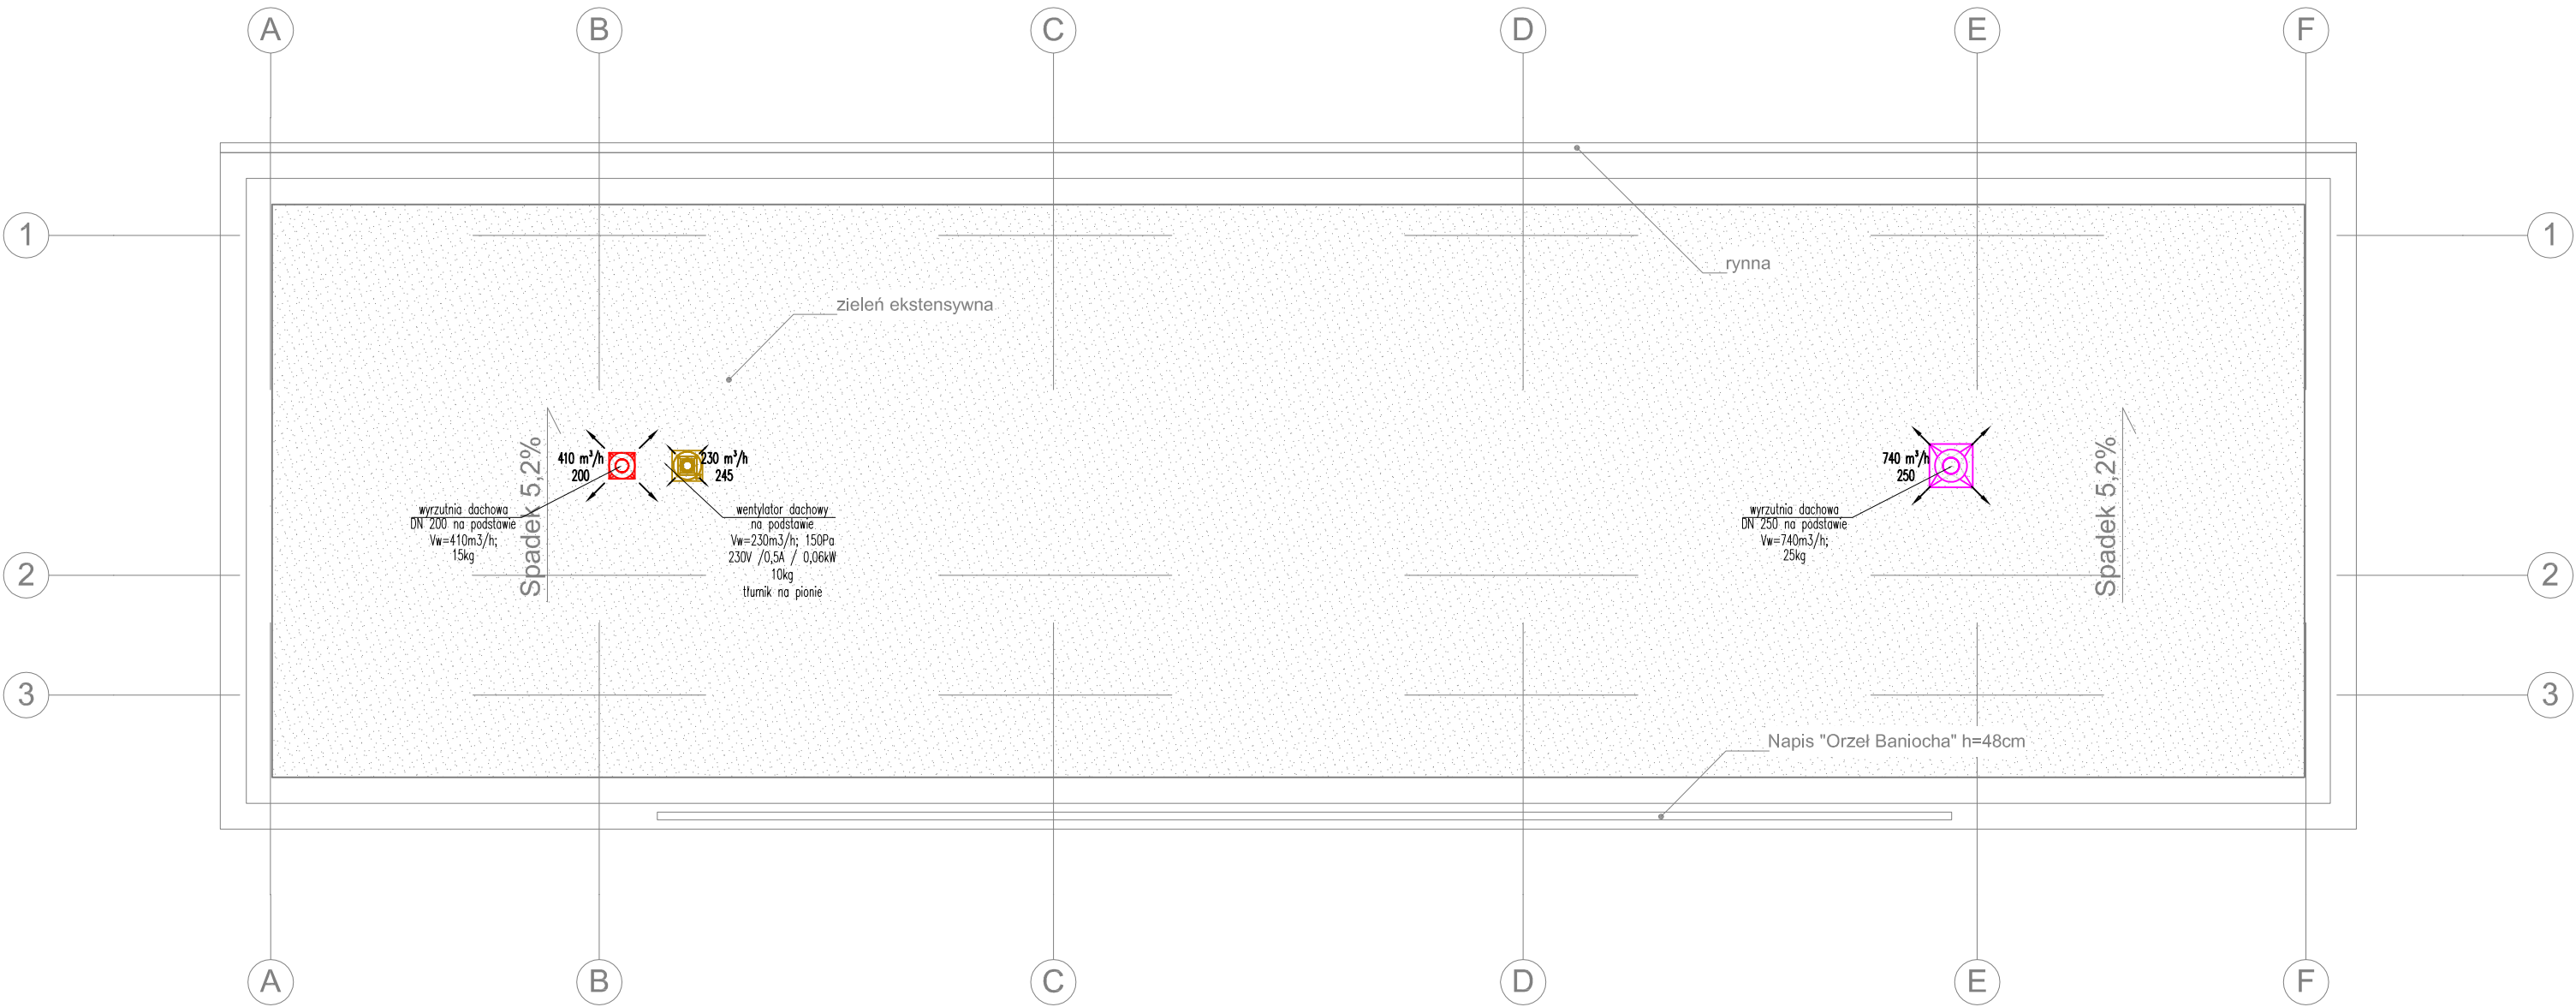 A B C D E F
1 1
rynna
zieleń ekstensywna
Spadek 5,2%
410 m³/h
200
230 m³/h
245
wyrzutnia dachowa
DN 200 na podstawie
Vw=410m3/h;
15kg
wentylator dachowy
na podstawie
Vw=230m3/h; 150Pa
230V /0,5A / 0,06kW
10kg
tłumik na pionie
740 m³/h
250
wyrzutnia dachowa
DN 250 na podstawie
Vw=740m3/h;
25kg
Spadek 5,2%
2 2
3 3
Napis "Orzeł Baniocha" h=48cm
A B C D E F